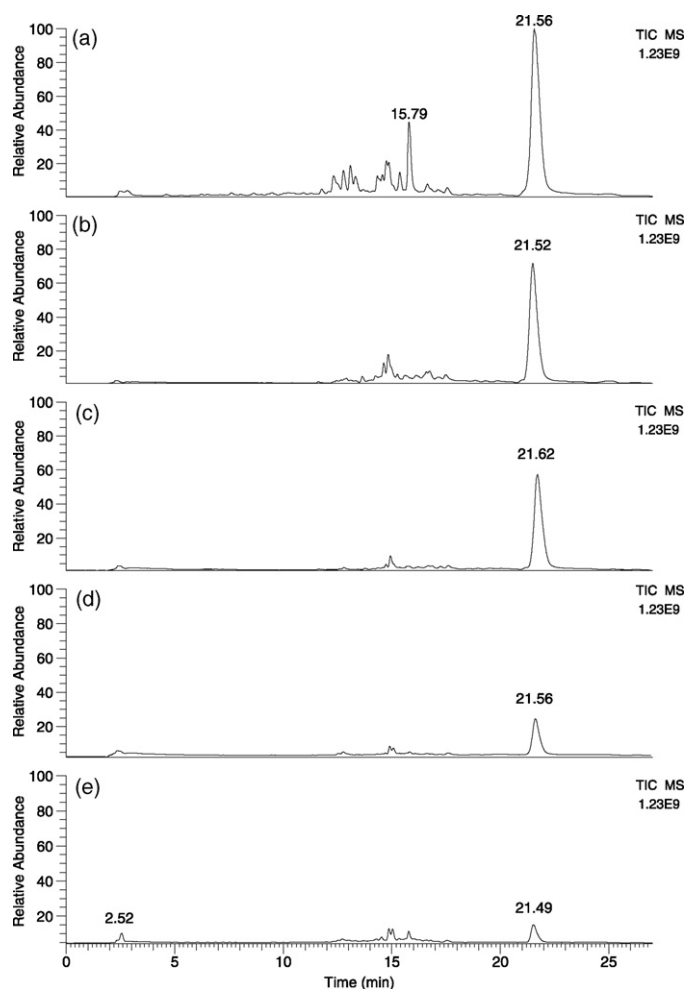 (a)
21.56
TIC MS
1.23E9
15.79
Relative Abundance
100
80
60
40
20
(b)
21.52
TIC MS
1.23E9
Relative Abundance
100
80
60
40
20
(c)
21.62
TIC MS
1.23E9
Relative Abundance
100
80
60
40
20
(d)
21.56
TIC MS
1.23E9
Relative Abundance
100
80
60
40
20
(e)
TIC MS
1.23E9
2.52
21.49
Relative Abundance
100
80
60
40
20
0 5 10 15 20 25
Time (min)